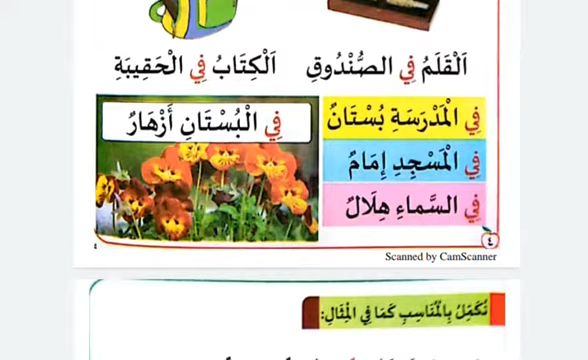 اَلْقَلَمُ فِي الصُّنْدُوقِ
اَلْكِتَابُ فِي الْحَقِيبَةِ
فِي الْمَدْرَسَةِ بُسْتَانٌ
فِي الْمَسْجِدِ إِمَامٌ
فِي السَّماءِ هِلَالٌ
فِي الْبُسْتَانِ أَزْهَارٌ
٤
Scanned by CamScanner
نُكَمِّلُ بِالْمُنَاسِبِ كَمَا فِي الْمِثَالِ: